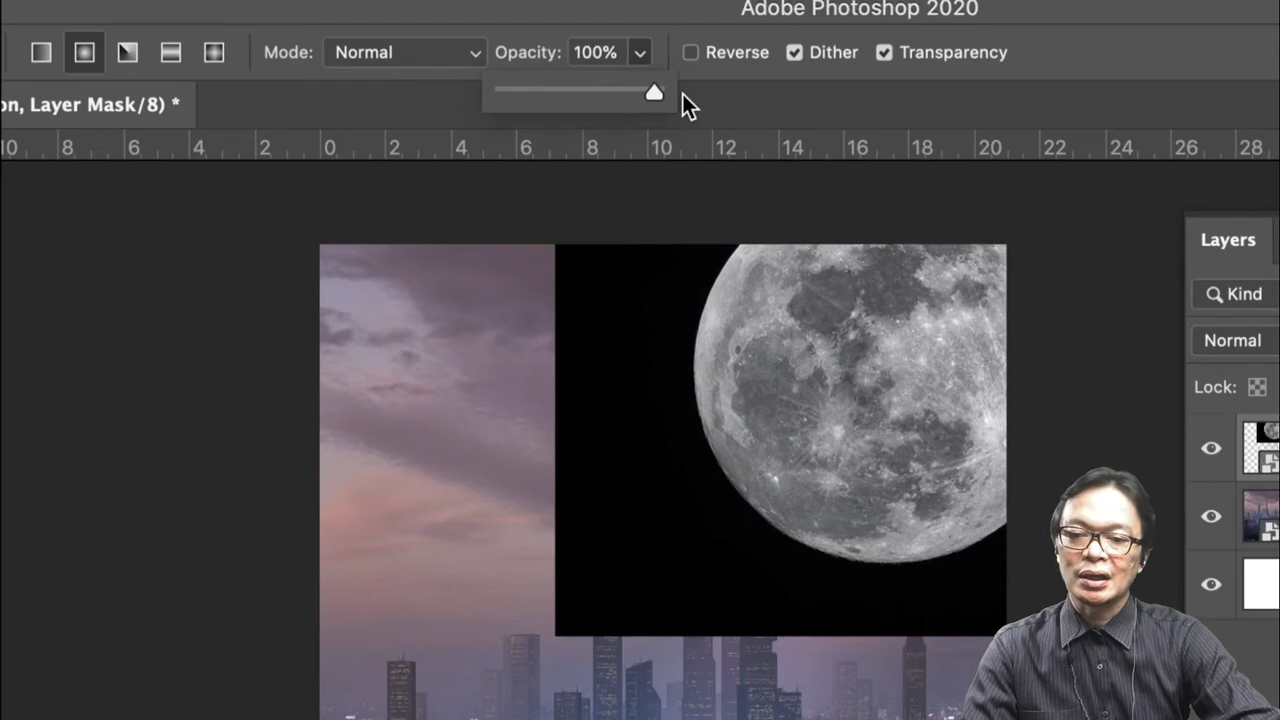 Adobe Photoshop 2020
Mode: Normal Opacity: 100% Reverse Dither Transparency
on, Layer Mask/8) *
10 8 6 4 2 0 2 4 6 8 10 12 14 16 18 20 22 24 26 28
Layers
Kind
Normal
Lock: